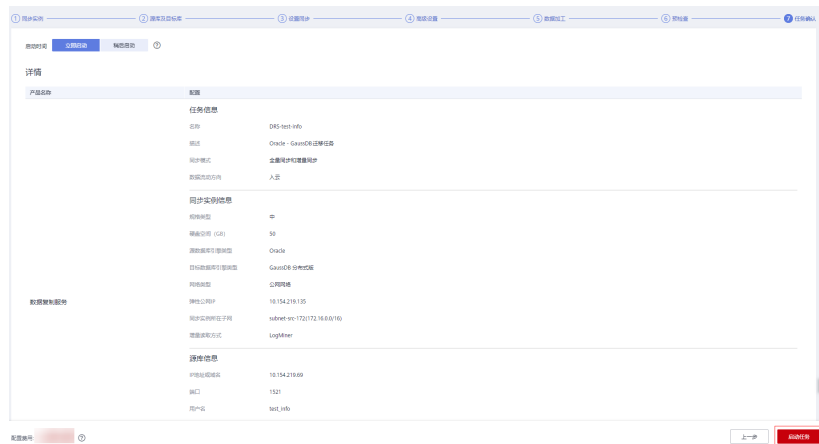 1 同步实例
2 源库及目标库
3 设置同步
4 高级设置
5 数据加工
6 预检查
7 任务确认
启动时间 立即启动 稍后启动
详情
产品名称 配置
任务信息
名称 DRS-test-info
描述 Oracle - GaussDB迁移任务
同步模式 全量同步和增量同步
数据流动方向 入云
同步实例信息
规格类型 中
磁盘空间（GB） 50
源数据库引擎类型 Oracle
目标数据库引擎类型 GaussDB 分布式版
网络类型 公网网络
数据复制服务
弹性公网IP 10.154.219.135
同步实例所在子网 subnet-src-172(172.16.0.0/16)
增量读取方式 LogMiner
源库信息
IP地址或域名 10.154.219.69
端口 1521
用户名 test_info
配置费用
上一步 启动任务